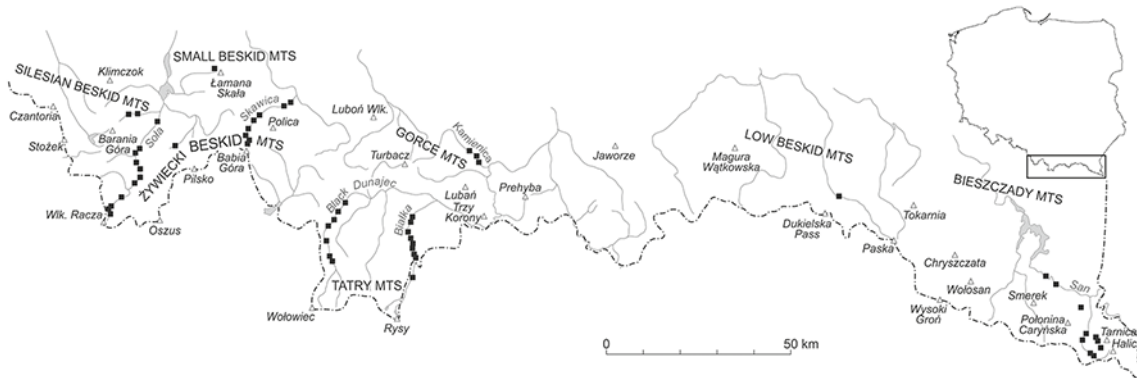 SILESIAN BESKID MTS
Klimczok
SMALL BESKID MTS
Łamana
Skała
Czantoria
Stożek
Barania
Góra
Soła
ŻYWIECKI BESKID MTS
Skawica
Polica
Babia
Góra
Pilsko
Wlk. Racza
Oszus
Luboń Wlk.
GORCE MTS
Kamienica
Turbacz
Black Dunajec
Białka
Lubań
Trzy
Korony
Prehyba
TATRY MTS
Wołowiec
Rysy
Jaworze
Magura
Wątkowska
LOW BESKID MTS
Dukielska
Pass
Tokarnia
Paska
BIESZCZADY MTS
Chryszczata
Wołosan
Wysoki
Groń
Smerek
San
Połonina
Caryńska
Tarnica
Halicz
0 50 km